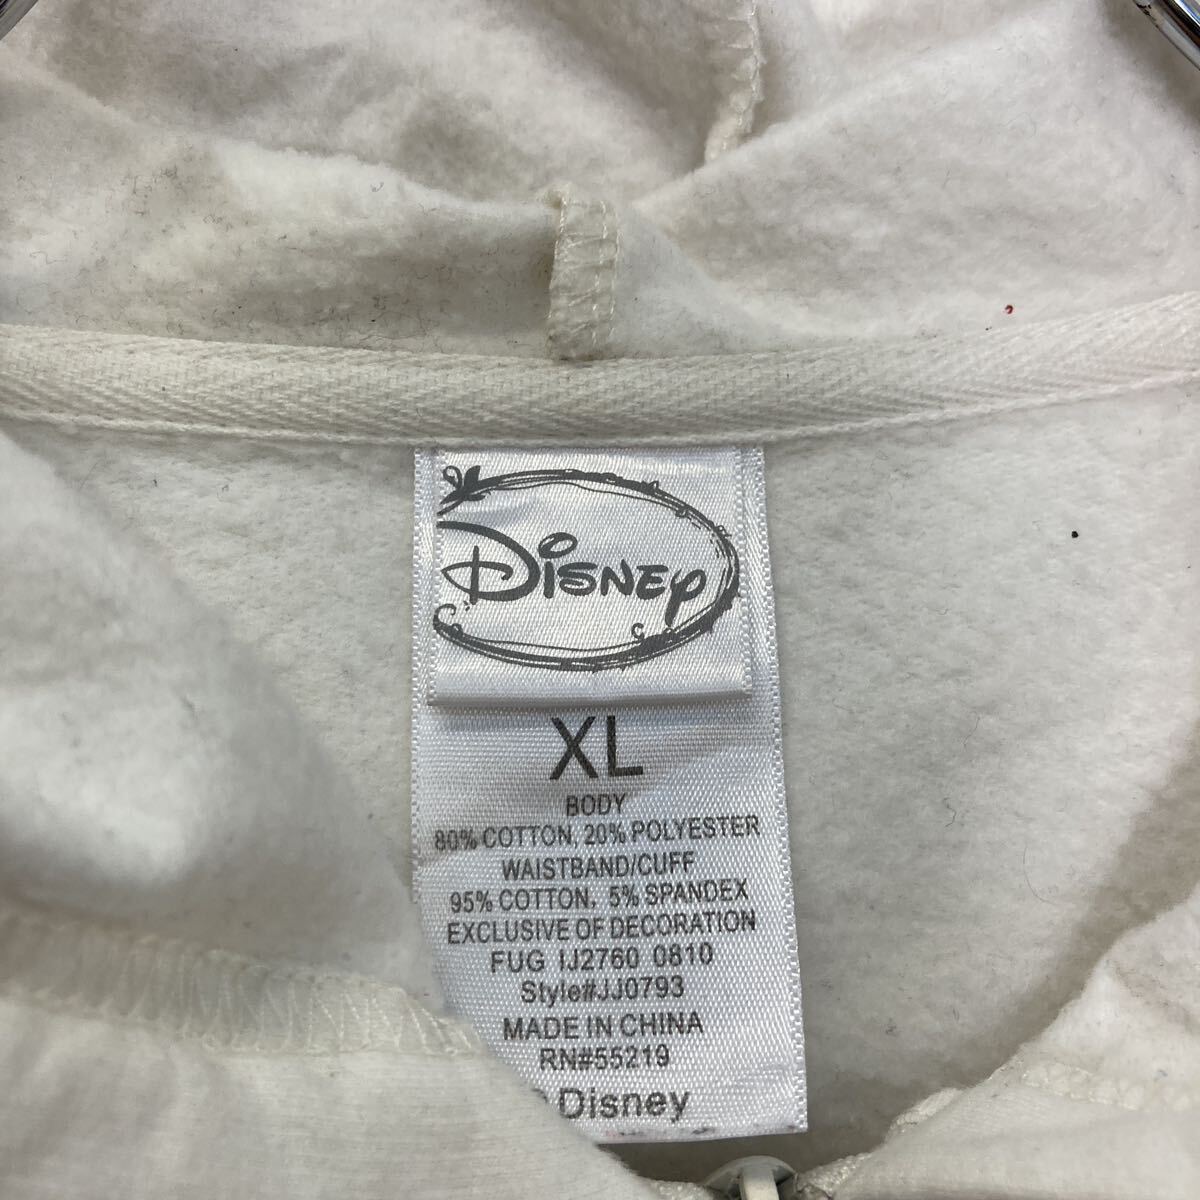 Disney
XL
BODY
80% COTTON, 20% POLYESTER
WAISTBAND/CUFF
95% COTTON, 5% SPANDEX
EXCLUSIVE OF DECORATION
FUG IJ2760 0810
Style#JJ0793
MADE IN CHINA
RN#55219
Disney